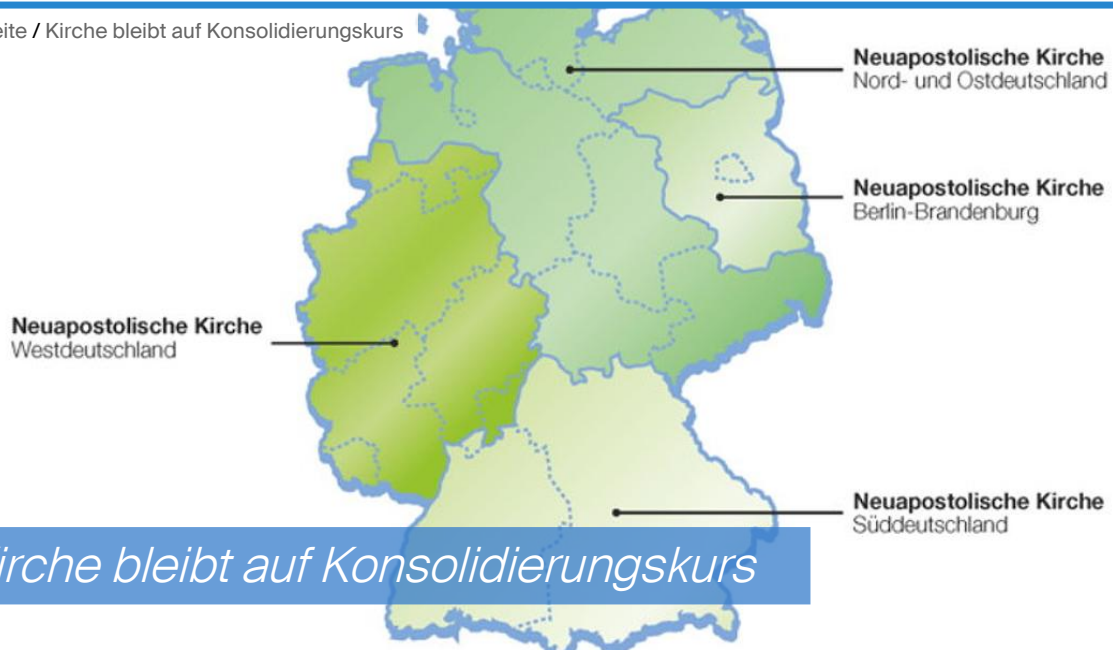 eite / Kirche bleibt auf Konsolidierungskurs
Neuapostolische Kirche
Nord- und Ostdeutschland
Neuapostolische Kirche
Berlin-Brandenburg
Neuapostolische Kirche
Westdeutschland
Neuapostolische Kirche
Süddeutschland
irche bleibt auf Konsolidierungskurs